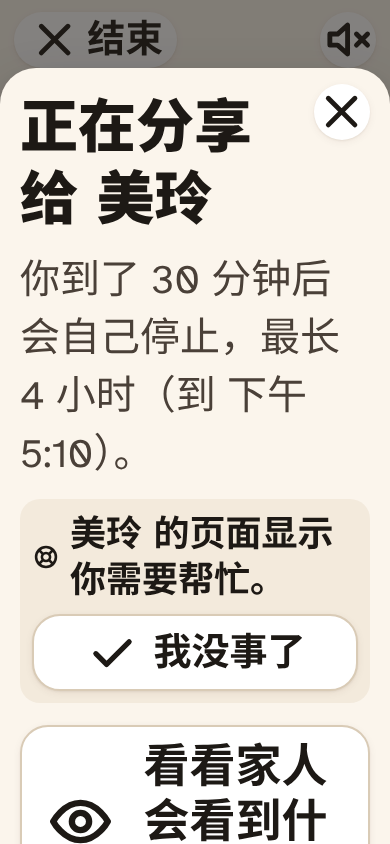 结束
正在分享
给 美玲
你到了 30 分钟后
会自己停止，最长
4 小时（到 下午
5:10）。
美玲 的页面显示
你需要帮忙。
我没事了
看看家人
会看到什